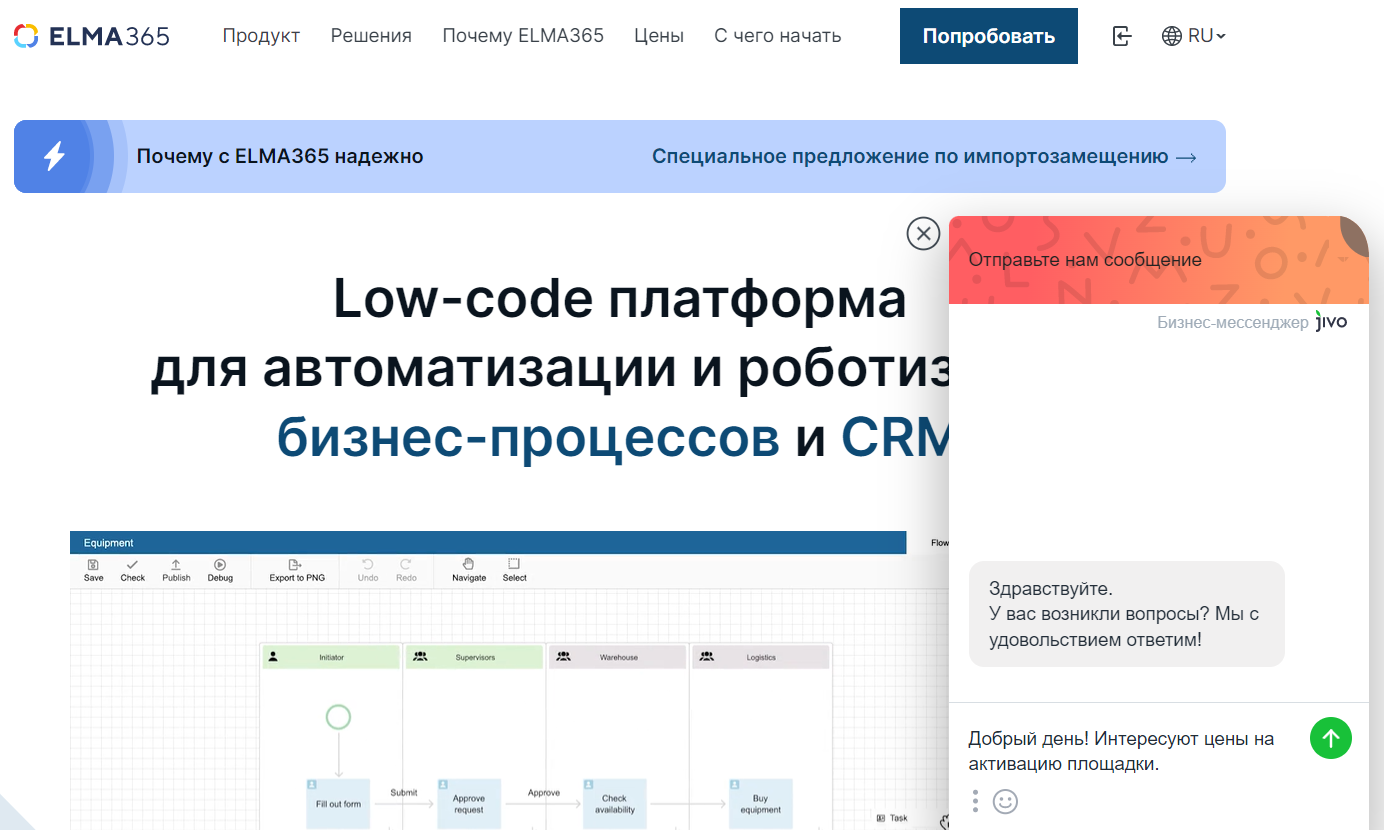 ELMA365
Продукт
Решения
Почему ELMA365
Цены
С чего начать
Попробовать
RU
Почему с ELMA365 надежно
Специальное предложение по импортозамещению →
Low-code платформа
для автоматизации и роботиз
бизнес-процессов и CRM
Equipment
Flow
Save
Check
Publish
Debug
Export to PNG
Undo
Redo
Navigate
Select
Initiator
Supervisors
Warehouse
Logistics
Fill out form
Submit
Approve
request
Approve
Check
availability
Buy
equipment
Task
Отправьте нам сообщение
Бизнес-мессенджер jivo
Здравствуйте.
У вас возникли вопросы? Мы с
удовольствием ответим!
Добрый день! Интересуют цены на
активацию площадки.